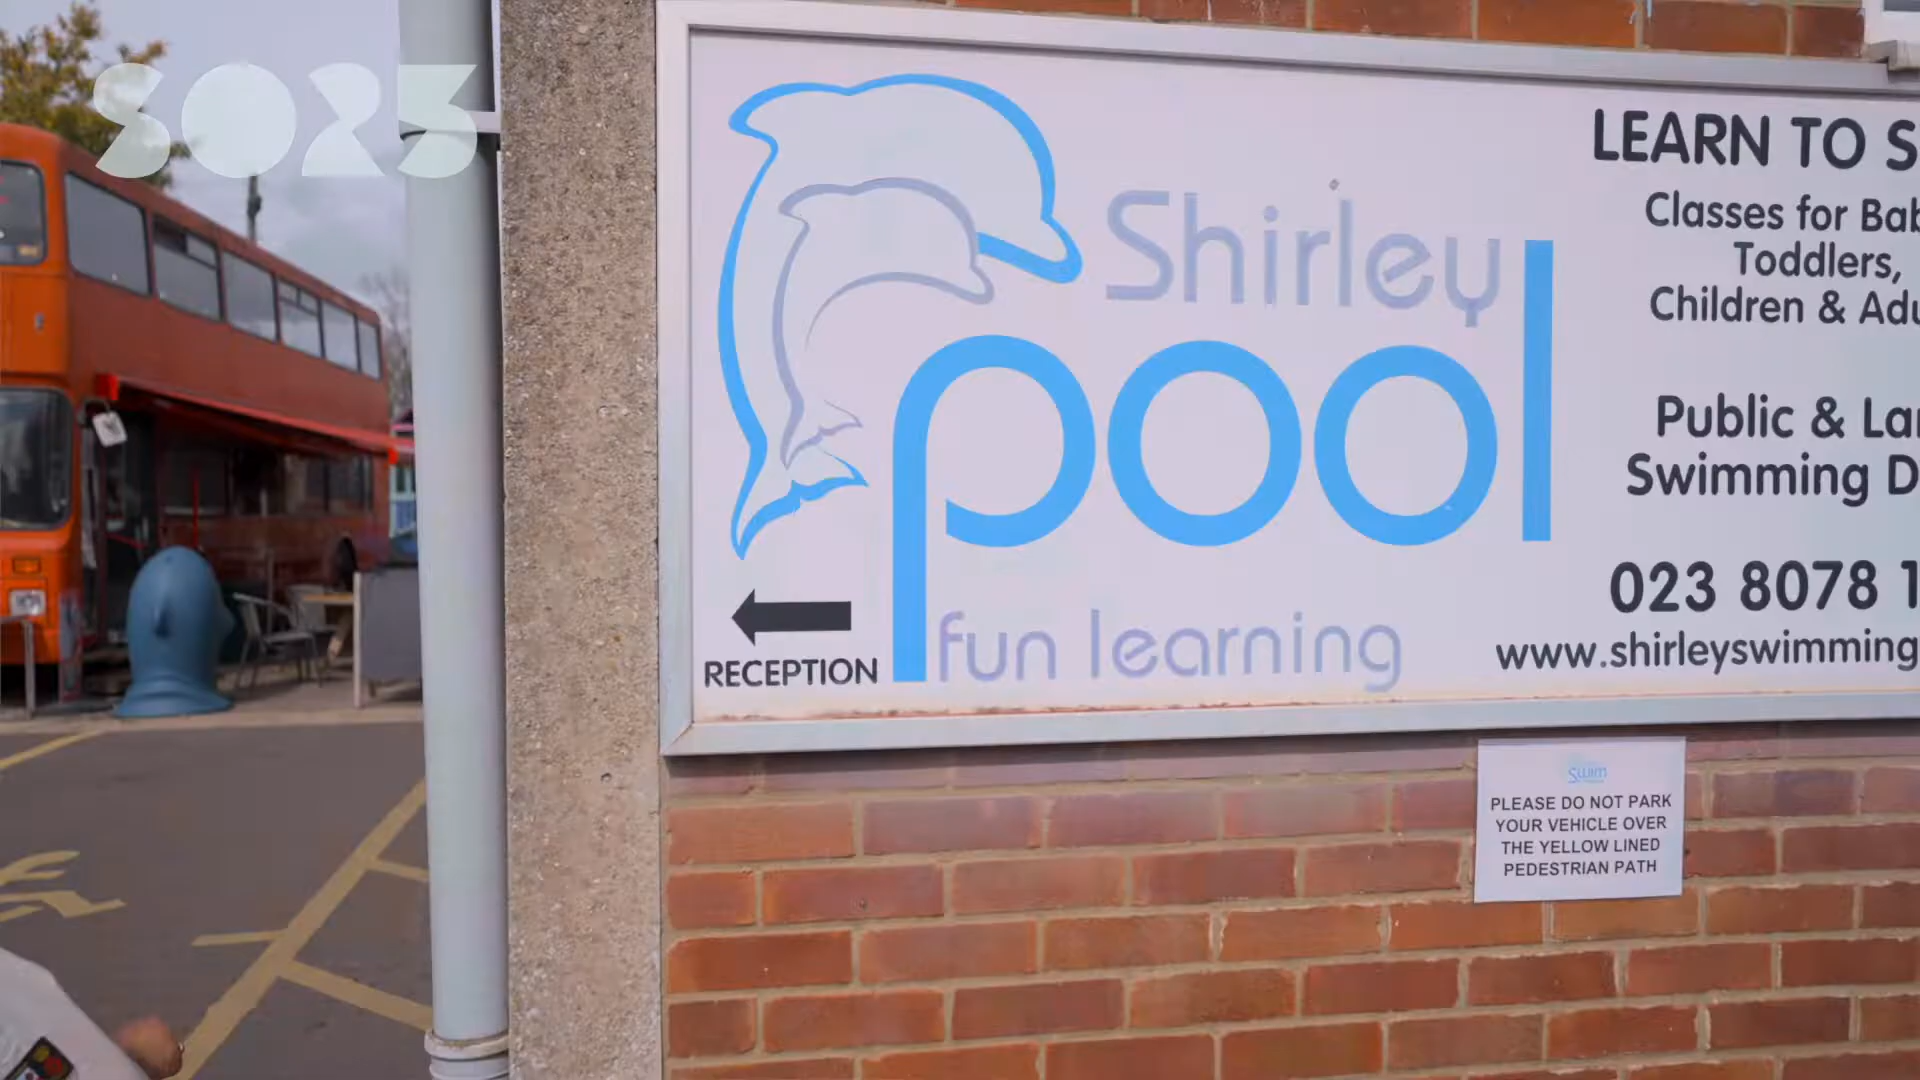 SO25
Shirley
pool
fun learning
RECEPTION
LEARN TO S
Classes for Bab
Toddlers,
Children & Adu
Public & La
Swimming D
023 8078 1
www.shirleyswimming
Swim
PLEASE DO NOT PARK
YOUR VEHICLE OVER
THE YELLOW LINED
PEDESTRIAN PATH